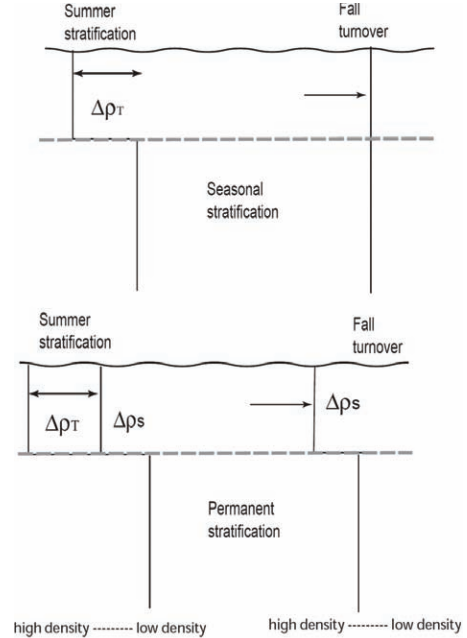 Summer
stratification
Fall
turnover
ΔρT
Seasonal
stratification
Summer
stratification
Fall
turnover
ΔρT
Δρs
Δρs
Permanent
stratification
high density -------- low density
high density -------- low density